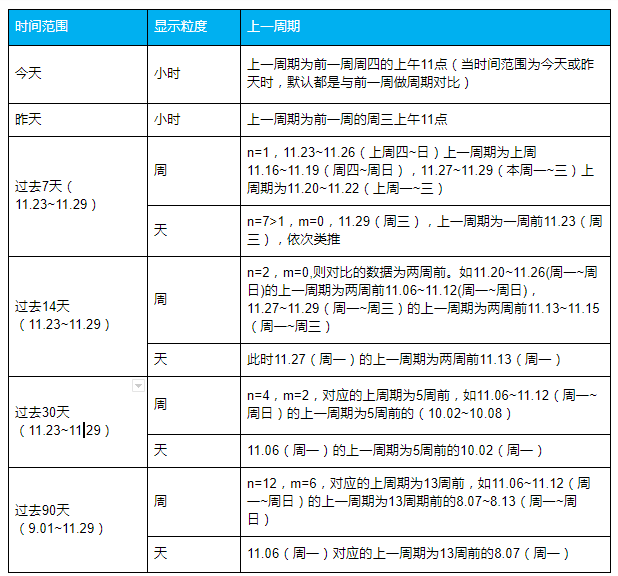 时间范围 显示粒度 上一周期
今天 小时 上一周期为前一周周四的上午11点（当时间范围为今天或昨
天时，默认都是与前一周做周期对比）
昨天 小时 上一周期为前一周的周三上午11点
过去7天（
11.23~11.29）
周
n=1，11.23~11.26（上周四~日）上一周期为上周
11.16~11.19（周四~周日），11.27~11.29（本周一~三）上
周期为11.20~11.22（上周一~三）
天
n=7>1，m=0，11.29（周三），上一周期为一周前11.23（周
三），依次类推
过去14天
（11.23~11.29）
周
n=2，m=0,则对比的数据为两周前。如11.20~11.26(周一~周
日)的上一周期为两周前11.06~11.12(周一~周日)，
11.27~11.29（周一~周三）的上一周期为两周前11.13~11.15
（周一~周三）
天
此时11.27（周一）的上一周期为两周前11.13（周一）
过去30天
（11.23~11.29）
周
n=4，m=2，对应的上周期为5周前，如11.06~11.12（周一~
周日）的上一周期为5周前的（10.02~10.08）
天
11.06（周一）的上一周期为5周前的10.02（周一）
过去90天
（9.01~11.29）
周
n=12，m=6，对应的上周期为13周前，如11.06~11.12（周
一~周日）的上一周期为13周期前的8.07~8.13（周一~周
日）
天
11.06（周一）对应的上一周期为13周前的8.07（周一）